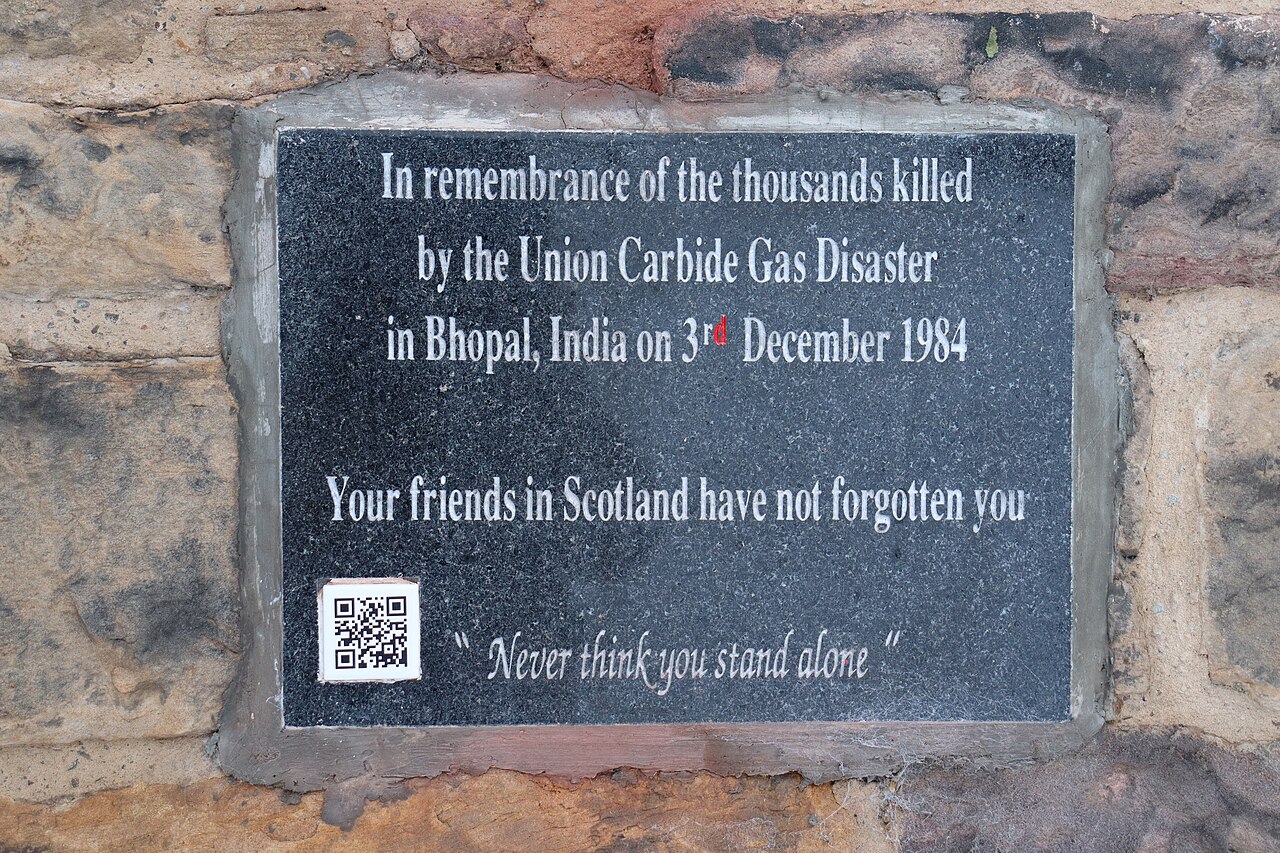 In remembrance of the thousands killed
by the Union Carbide Gas Disaster
in Bhopal, India on 3rd December 1984
Your friends in Scotland have not forgotten you
" Never think you stand alone "